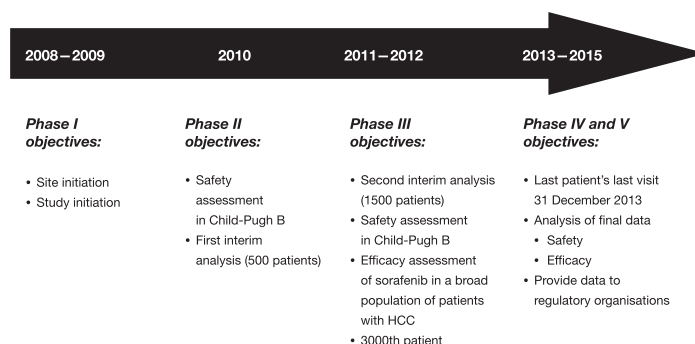 2008–2009 2010 2011–2012 2013–2015
Phase I
objectives:
• Site initiation
• Study initiation
Phase II
objectives:
• Safety
assessment
in Child-Pugh B
• First interim
analysis (500 patients)
Phase III
objectives:
• Second interim analysis
(1500 patients)
• Safety assessment
in Child-Pugh B
• Efficacy assessment
of sorafenib in a broad
population of patients
with HCC
• 3000th patient
Phase IV and V
objectives:
• Last patient's last visit
31 December 2013
• Analysis of final data
• Safety
• Efficacy
• Provide data to
regulatory organisations